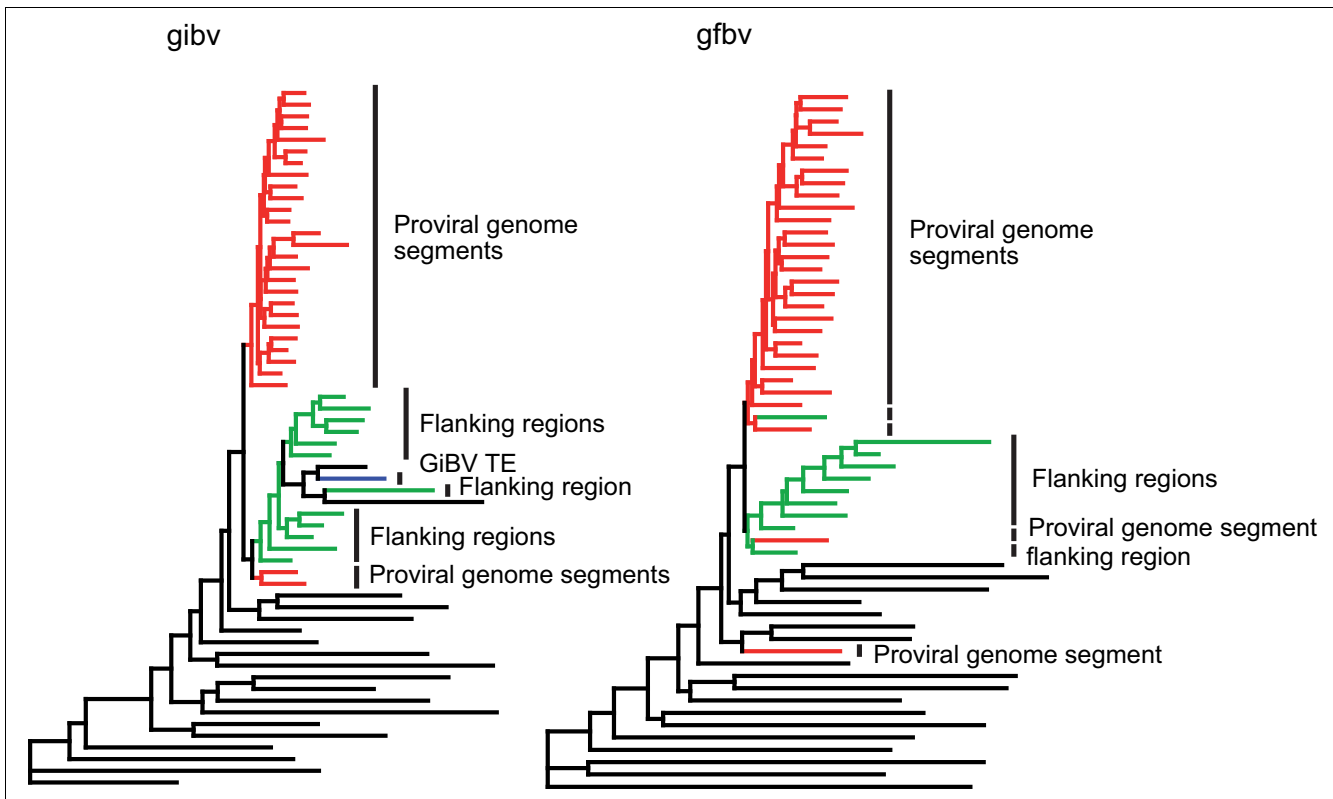 gibv
Proviral genome
segments
Flanking regions
GiBV TE
Flanking region
Flanking regions
Proviral genome segments
gfbv
Proviral genome
segments
Flanking regions
Proviral genome segment
flanking region
Proviral genome segment